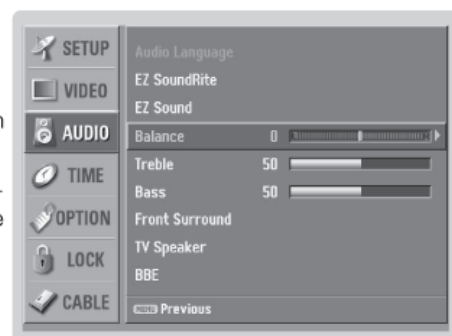 SETUP
VIDEO
AUDIO
TIME
OPTION
LOCK
CABLE
Audio Language
EZ SoundRite
EZ Sound
Balance 0
Treble 50
Bass 50
Front Surround
TV Speaker
BBE
MENU Previous